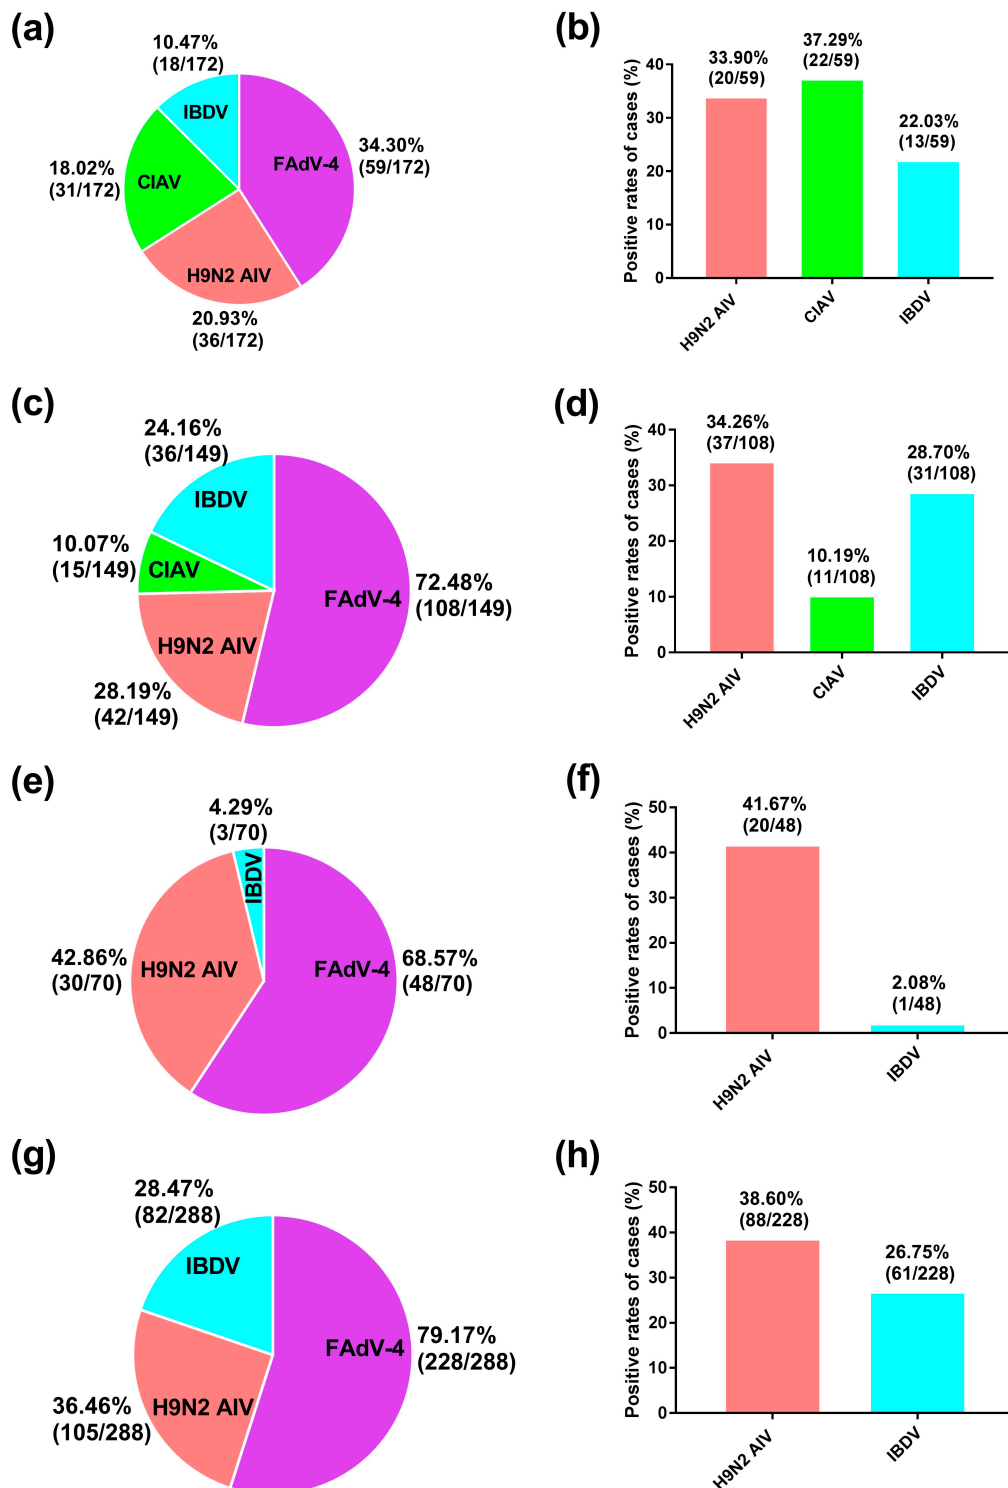 (a)
10.47%
(18/172)
IBDV
FAdV-4
34.30%
(59/172)
18.02%
(31/172)
CIAV
H9N2 AIV
20.93%
(36/172)
(b)
Positive rates of cases (%)
40
30
20
10
0
33.90%
(20/59)
37.29%
(22/59)
22.03%
(13/59)
H9N2 AIV
CIAV
IBDV
(c)
24.16%
(36/149)
IBDV
10.07%
(15/149)
CIAV
FAdV-4
72.48%
(108/149)
H9N2 AIV
28.19%
(42/149)
(d)
Positive rates of cases (%)
40
30
20
10
0
34.26%
(37/108)
10.19%
(11/108)
28.70%
(31/108)
H9N2 AIV
CIAV
IBDV
(e)
4.29%
(3/70)
IBDV
42.86%
(30/70)
H9N2 AIV
FAdV-4
68.57%
(48/70)
(f)
Positive rates of cases (%)
50
40
30
20
10
0
41.67%
(20/48)
2.08%
(1/48)
H9N2 AIV
IBDV
(g)
28.47%
(82/288)
IBDV
FAdV-4
79.17%
(228/288)
H9N2 AIV
36.46%
(105/288)
(h)
Positive rates of cases (%)
50
40
30
20
10
0
38.60%
(88/228)
26.75%
(61/228)
H9N2 AIV
IBDV